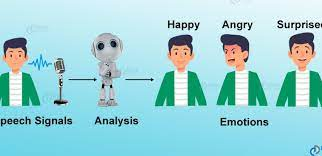 Happy Angry Surprised
peech Signals Analysis Emotions